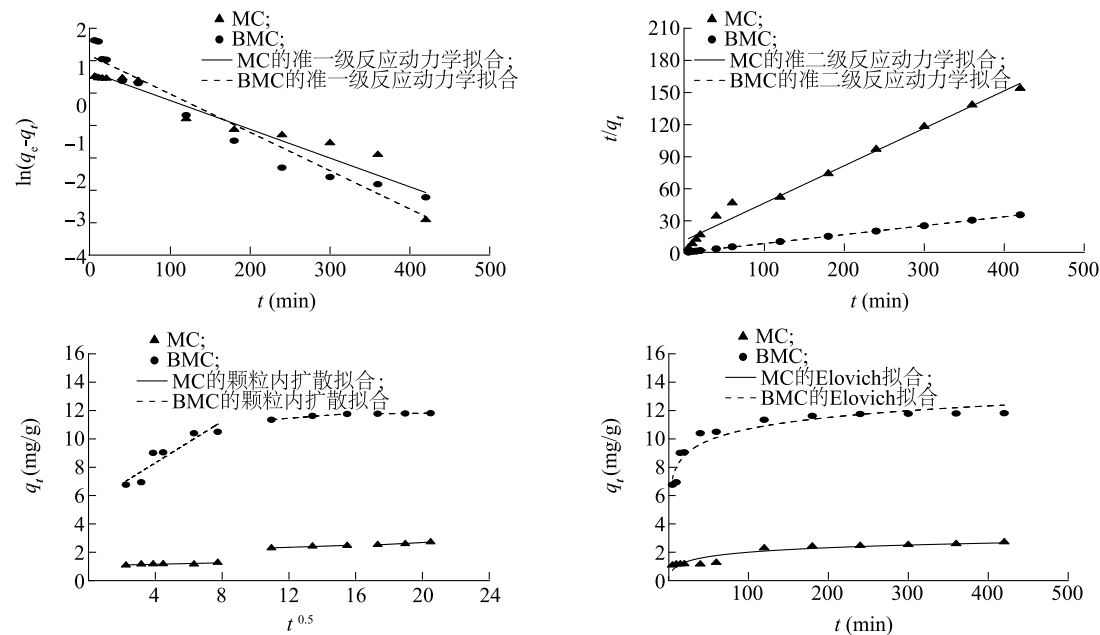 MC;
BMC;
MC的准一级反应动力学拟合;
BMC的准一级反应动力学拟合
2
1
0
−1
−2
−3
−4
ln(qe-qt)
0 100 200 300 400 500
t (min)
MC;
BMC;
MC的准二级反应动力学拟合;
BMC的准二级反应动力学拟合
210
180
150
120
90
60
30
0
t/qt
100 200 300 400 500
t (min)
MC;
BMC;
MC的颗粒内扩散拟合;
BMC的颗粒内扩散拟合
16
14
12
10
8
6
4
2
0
qt (mg/g)
4 8 12 16 20 24
t 0.5
MC;
BMC;
MC的Elovich拟合;
BMC的Elovich拟合
16
14
12
10
8
6
4
2
0
qt (mg/g)
100 200 300 400 500
t (min)